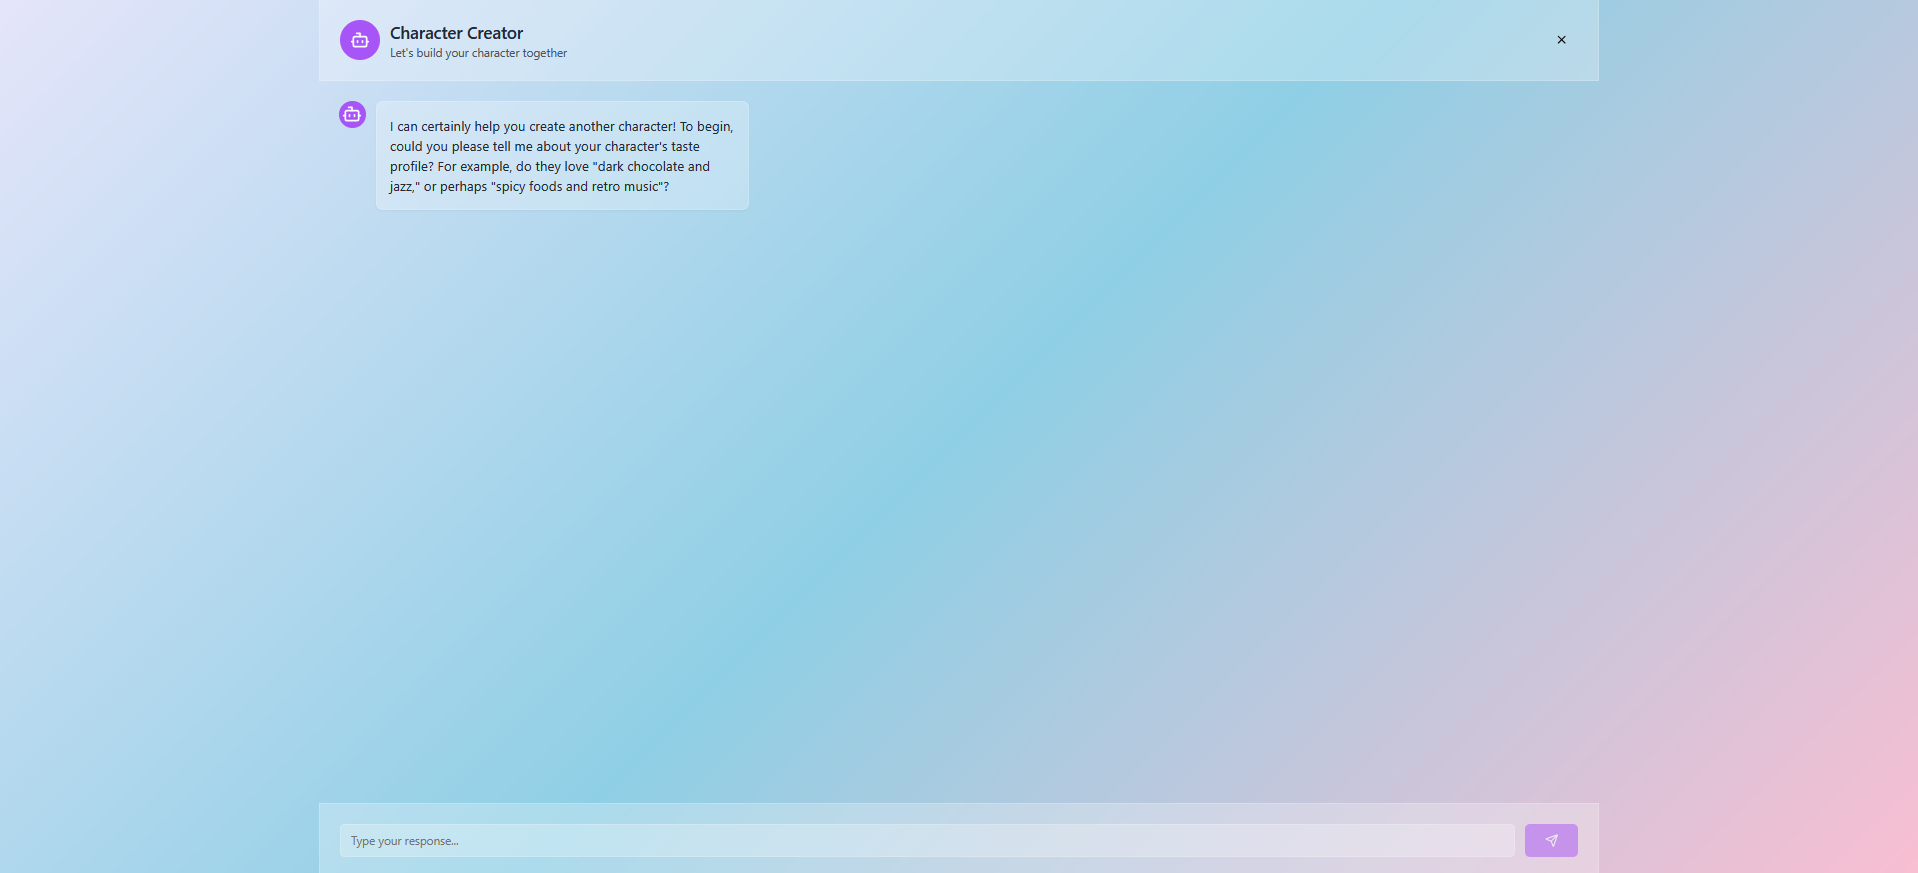 Character Creator
Let's build your character together
I can certainly help you create another character! To begin,
could you please tell me about your character's taste
profile? For example, do they love "dark chocolate and
jazz," or perhaps "spicy foods and retro music"?
Type your response...